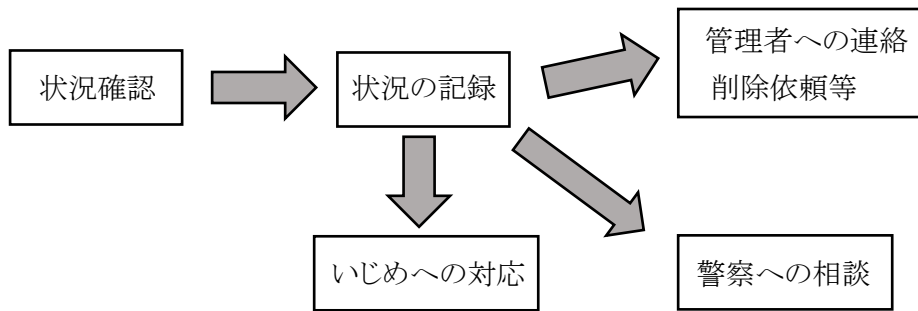 状況確認
状況の記録
管理者への連絡
削除依頼等
いじめへの対応
警察への相談